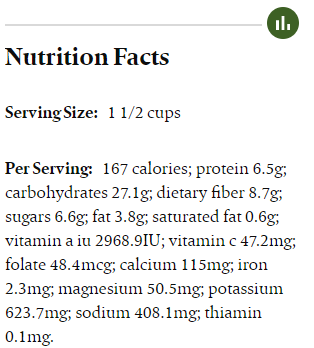 Nutrition Facts
Serving Size: 1 1/2 cups
Per Serving: 167 calories; protein 6.5g;
carbohydrates 27.1g; dietary fiber 8.7g;
sugars 6.6g; fat 3.8g; saturated fat 0.6g;
vitamin a iu 2968.9IU; vitamin c 47.2mg;
folate 48.4mcg; calcium 115mg; iron
2.3mg; magnesium 50.5mg; potassium
623.7mg; sodium 408.1mg; thiamin
0.1mg.